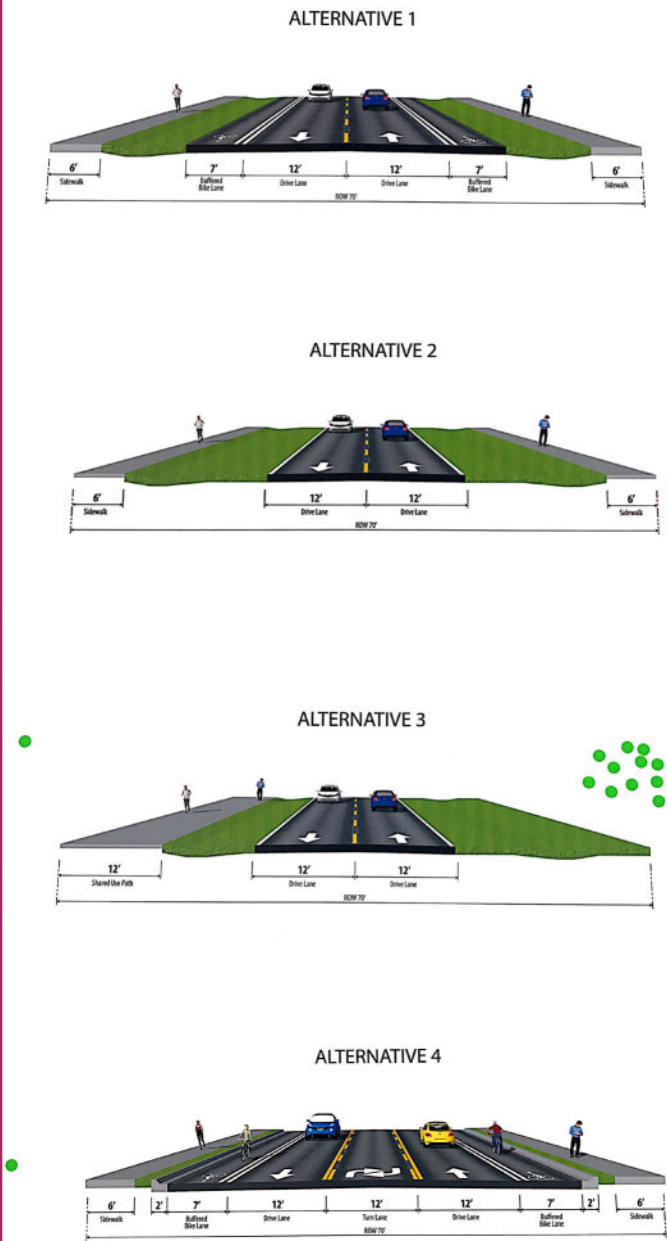 ALTERNATIVE 1
6' 7' 12' 12' 7' 6'
Sidewalk Buffered Bike Lane Drive Lane Drive Lane Buffered Bike Lane Sidewalk
ROW 70'
ALTERNATIVE 2
6' 12' 12' 6'
Sidewalk Drive Lane Drive Lane Sidewalk
ROW 70'
ALTERNATIVE 3
12' 12' 12'
Shared Use Path Drive Lane Drive Lane
ROW 70'
ALTERNATIVE 4
6' 2' 7' 12' 12' 12' 7' 2' 6'
Sidewalk Buffered Bike Lane Drive Lane Turn Lane Drive Lane Buffered Bike Lane Sidewalk
ROW 70'